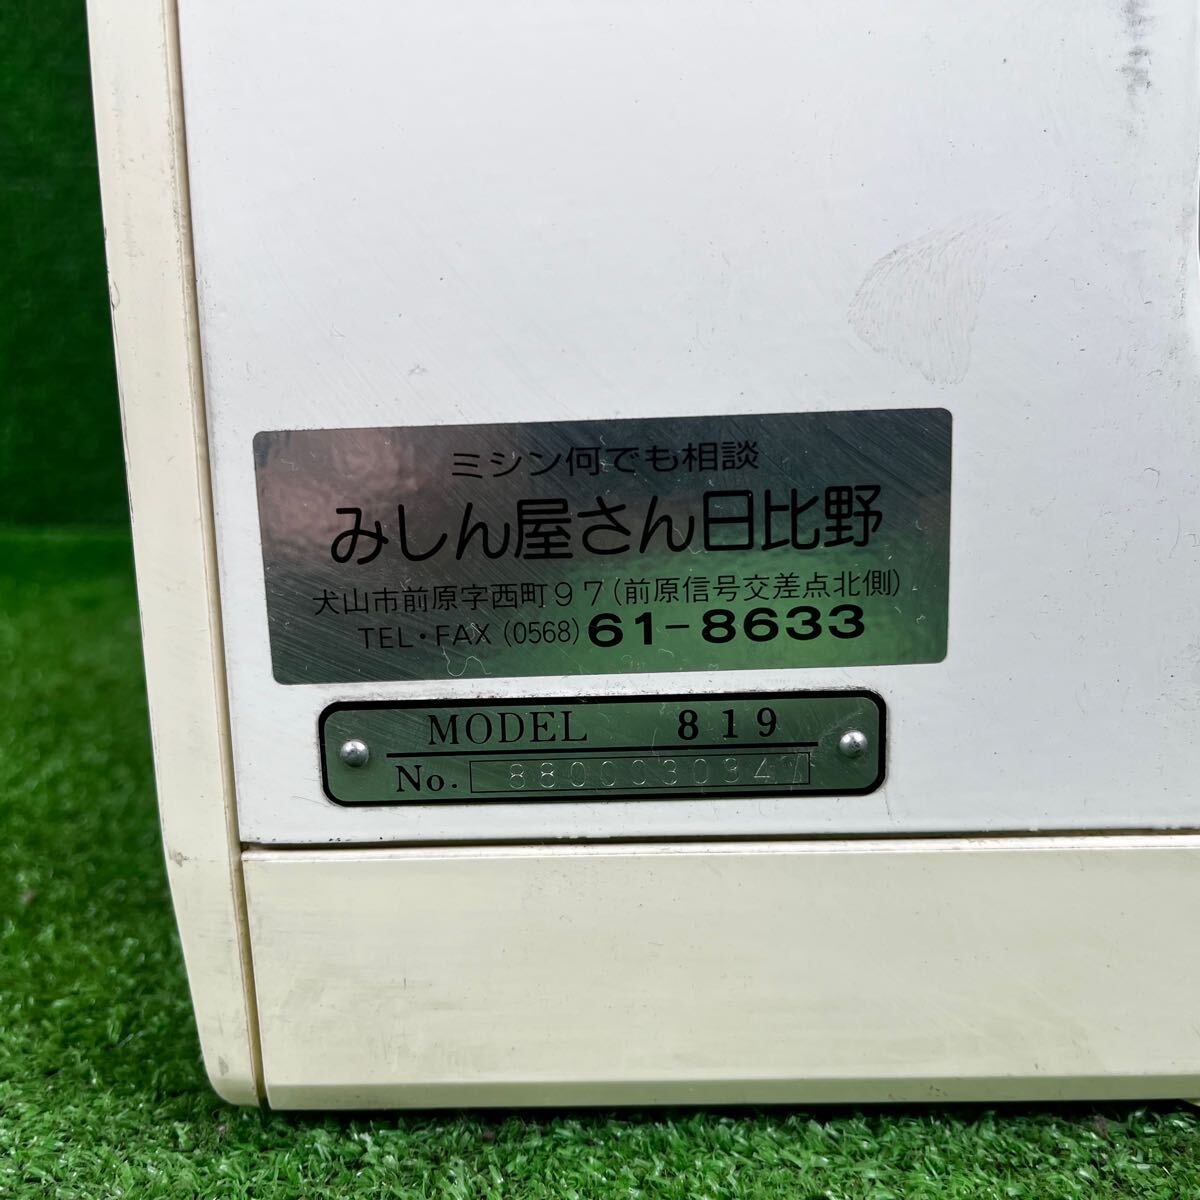 ミシン何でも相談
みしん屋さん日比野
犬山市前原字西町97(前原信号交差点北側)
TEL・FAX (0568) 61-8633
MODEL 819
No. 8800030347